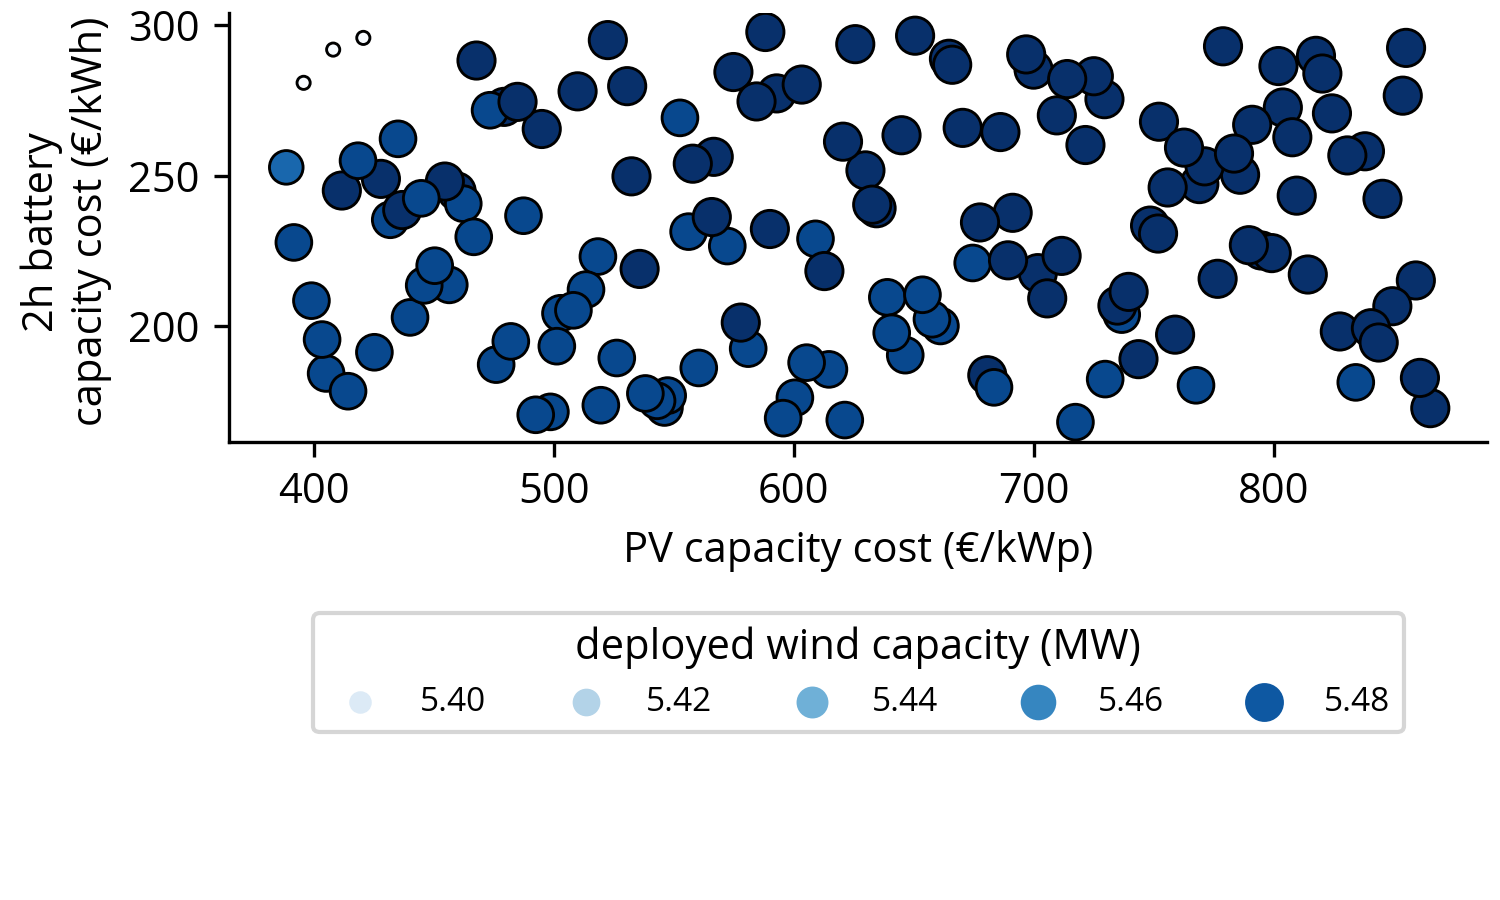 300
250
200
2h battery
capacity cost (€/kWh)
400 500 600 700 800
PV capacity cost (€/kWp)
deployed wind capacity (MW)
5.40 5.42 5.44 5.46 5.48